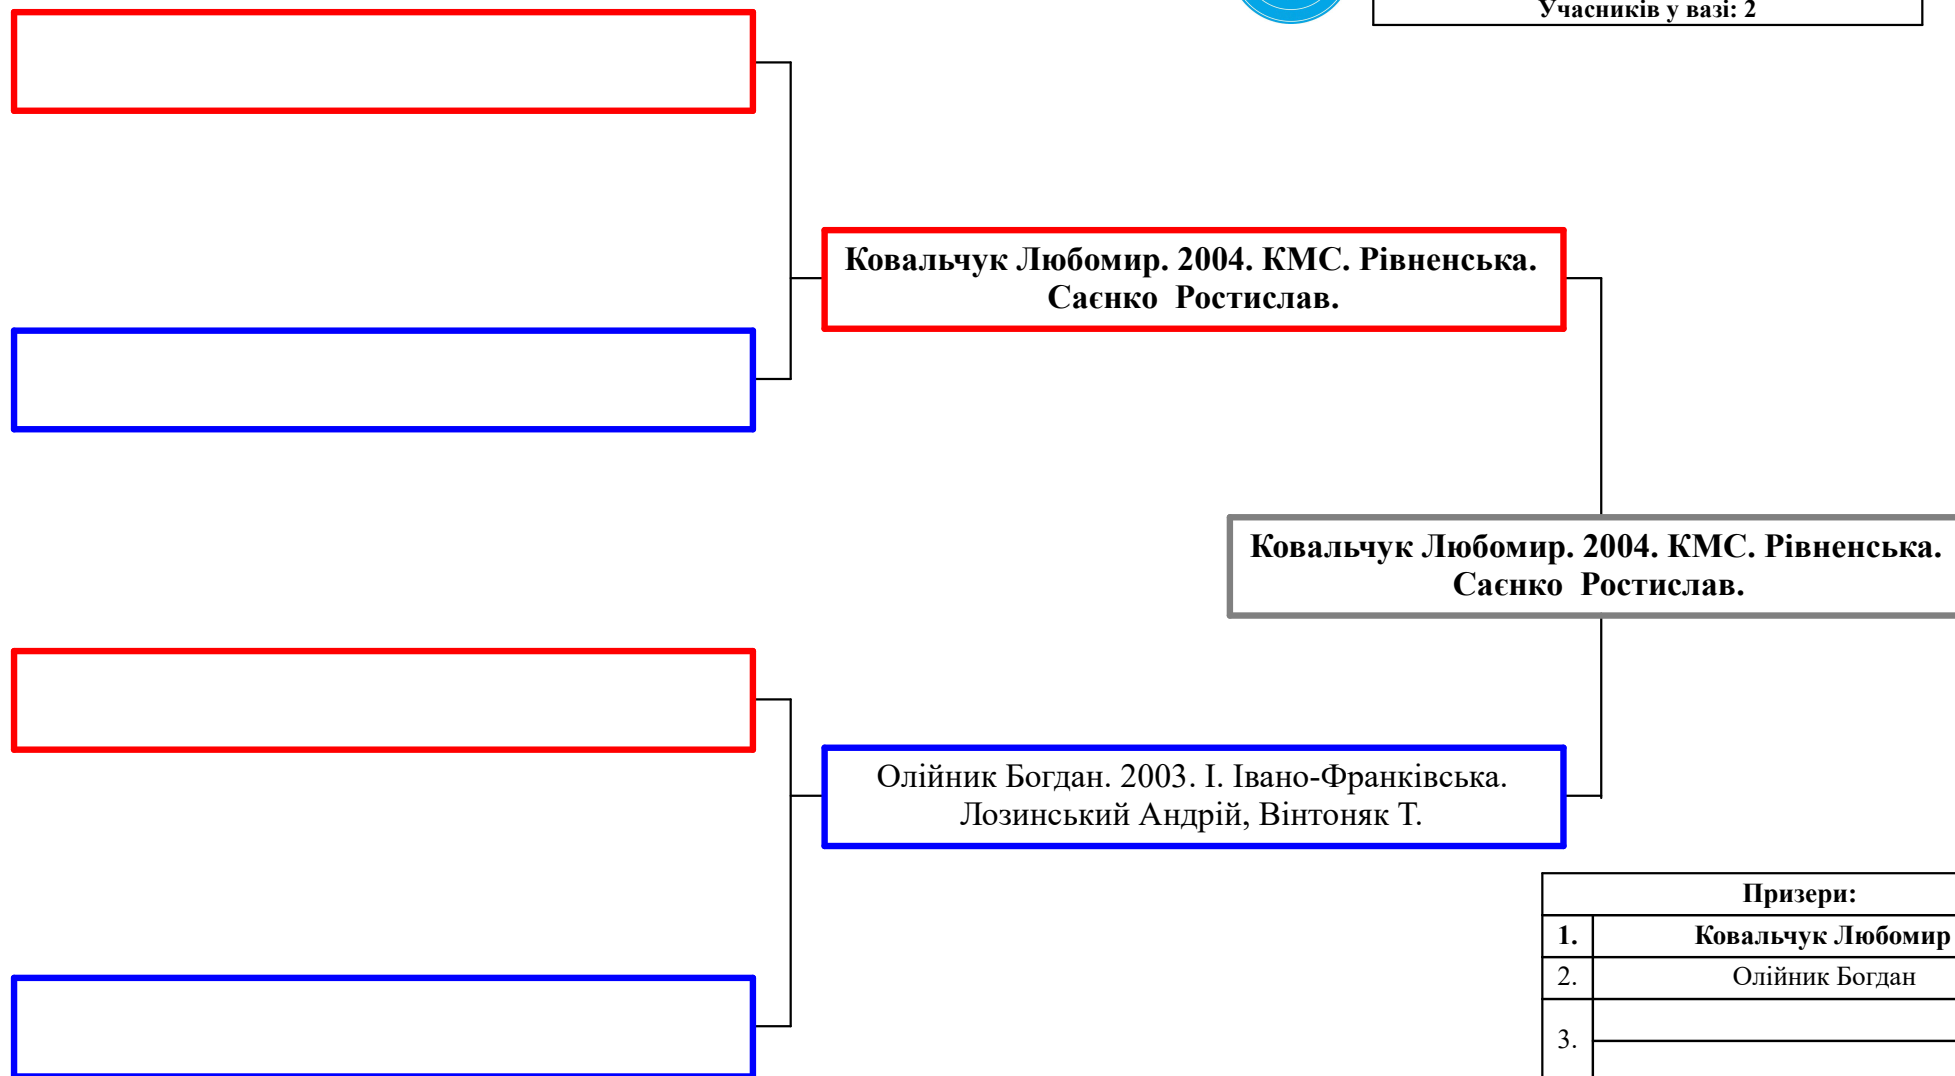 Учасників у вазі: 2
Ковальчук Любомир. 2004. КМС. Рівненська.
Саєнко Ростислав.
Ковальчук Любомир. 2004. КМС. Рівненська.
Саєнко Ростислав.
Олійник Богдан. 2003. І. Івано-Франківська.
Лозинський Андрій, Вінтоняк Т.
Призери:
1. Ковальчук Любомир
2. Олійник Богдан
3.